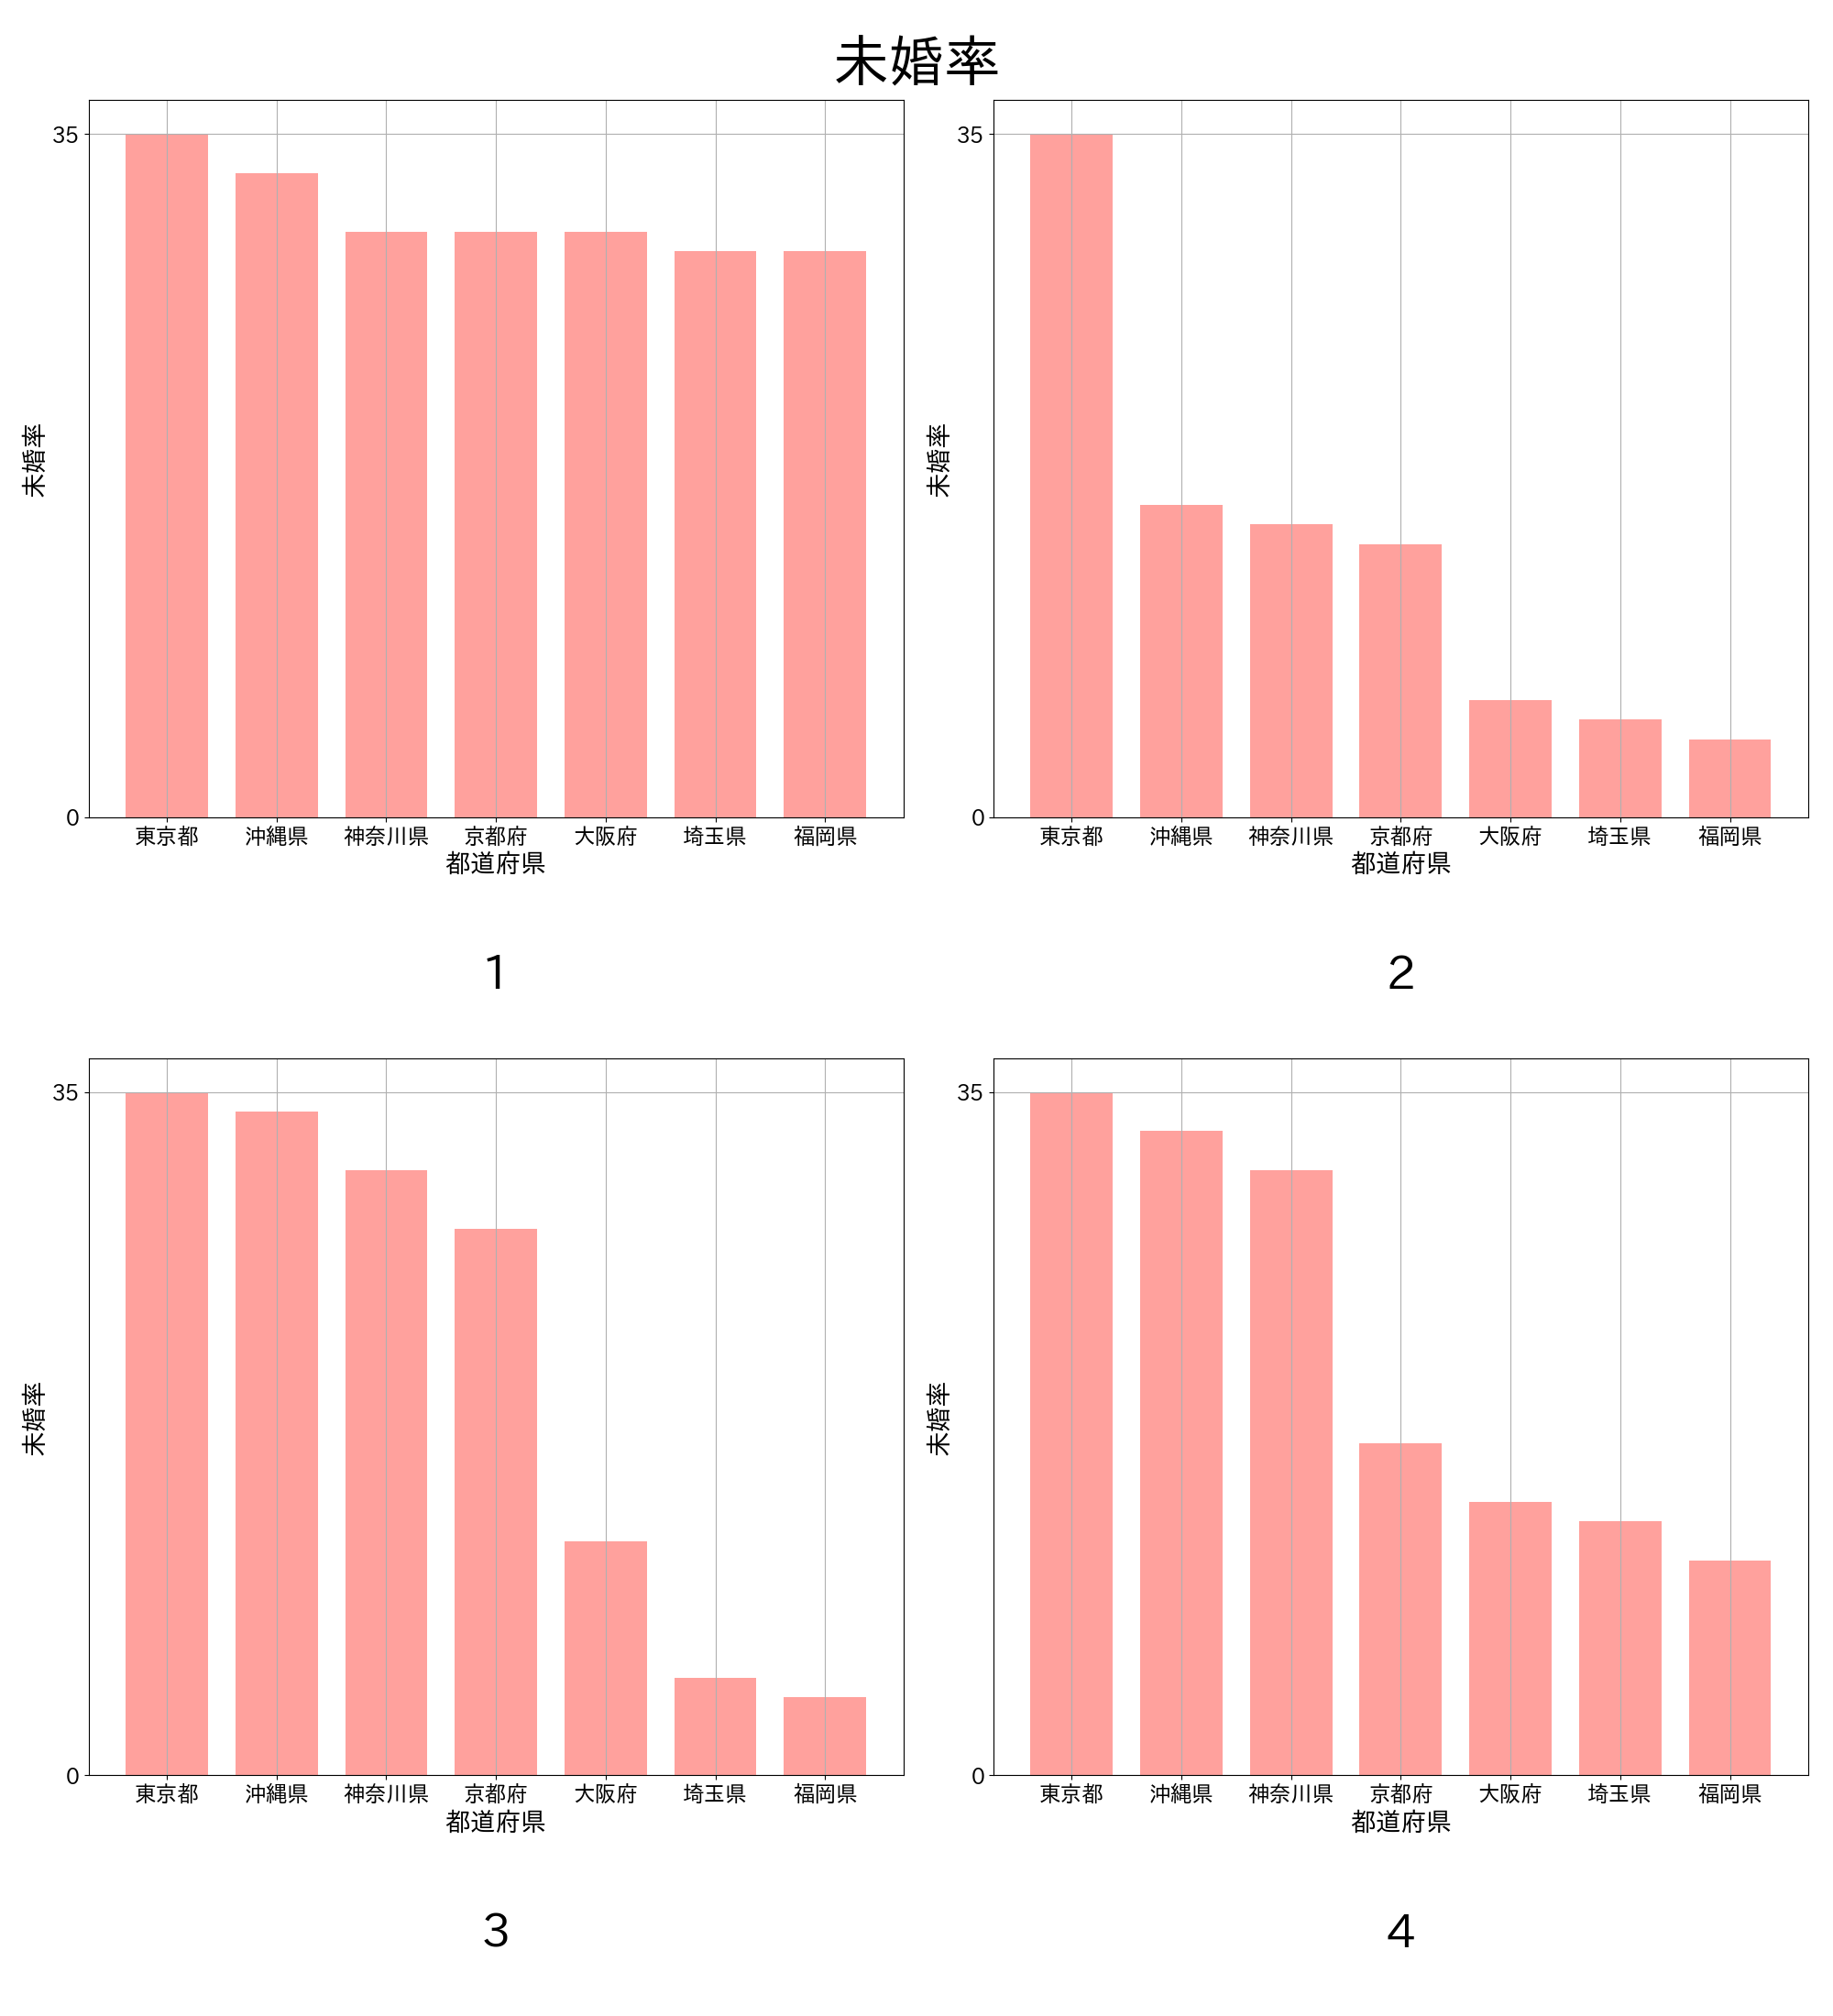 未婚率
35
0
未婚率
東京都 沖縄県 神奈川県 京都府 大阪府 埼玉県 福岡県
都道府県
1
35
0
未婚率
東京都 沖縄県 神奈川県 京都府 大阪府 埼玉県 福岡県
都道府県
2
35
0
未婚率
東京都 沖縄県 神奈川県 京都府 大阪府 埼玉県 福岡県
都道府県
3
35
0
未婚率
東京都 沖縄県 神奈川県 京都府 大阪府 埼玉県 福岡県
都道府県
4